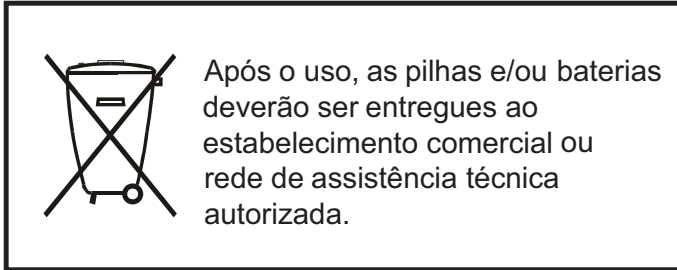 Após o uso, as pilhas e/ou baterias
deverão ser entregues ao
estabelecimento comercial ou
rede de assistência técnica
autorizada.